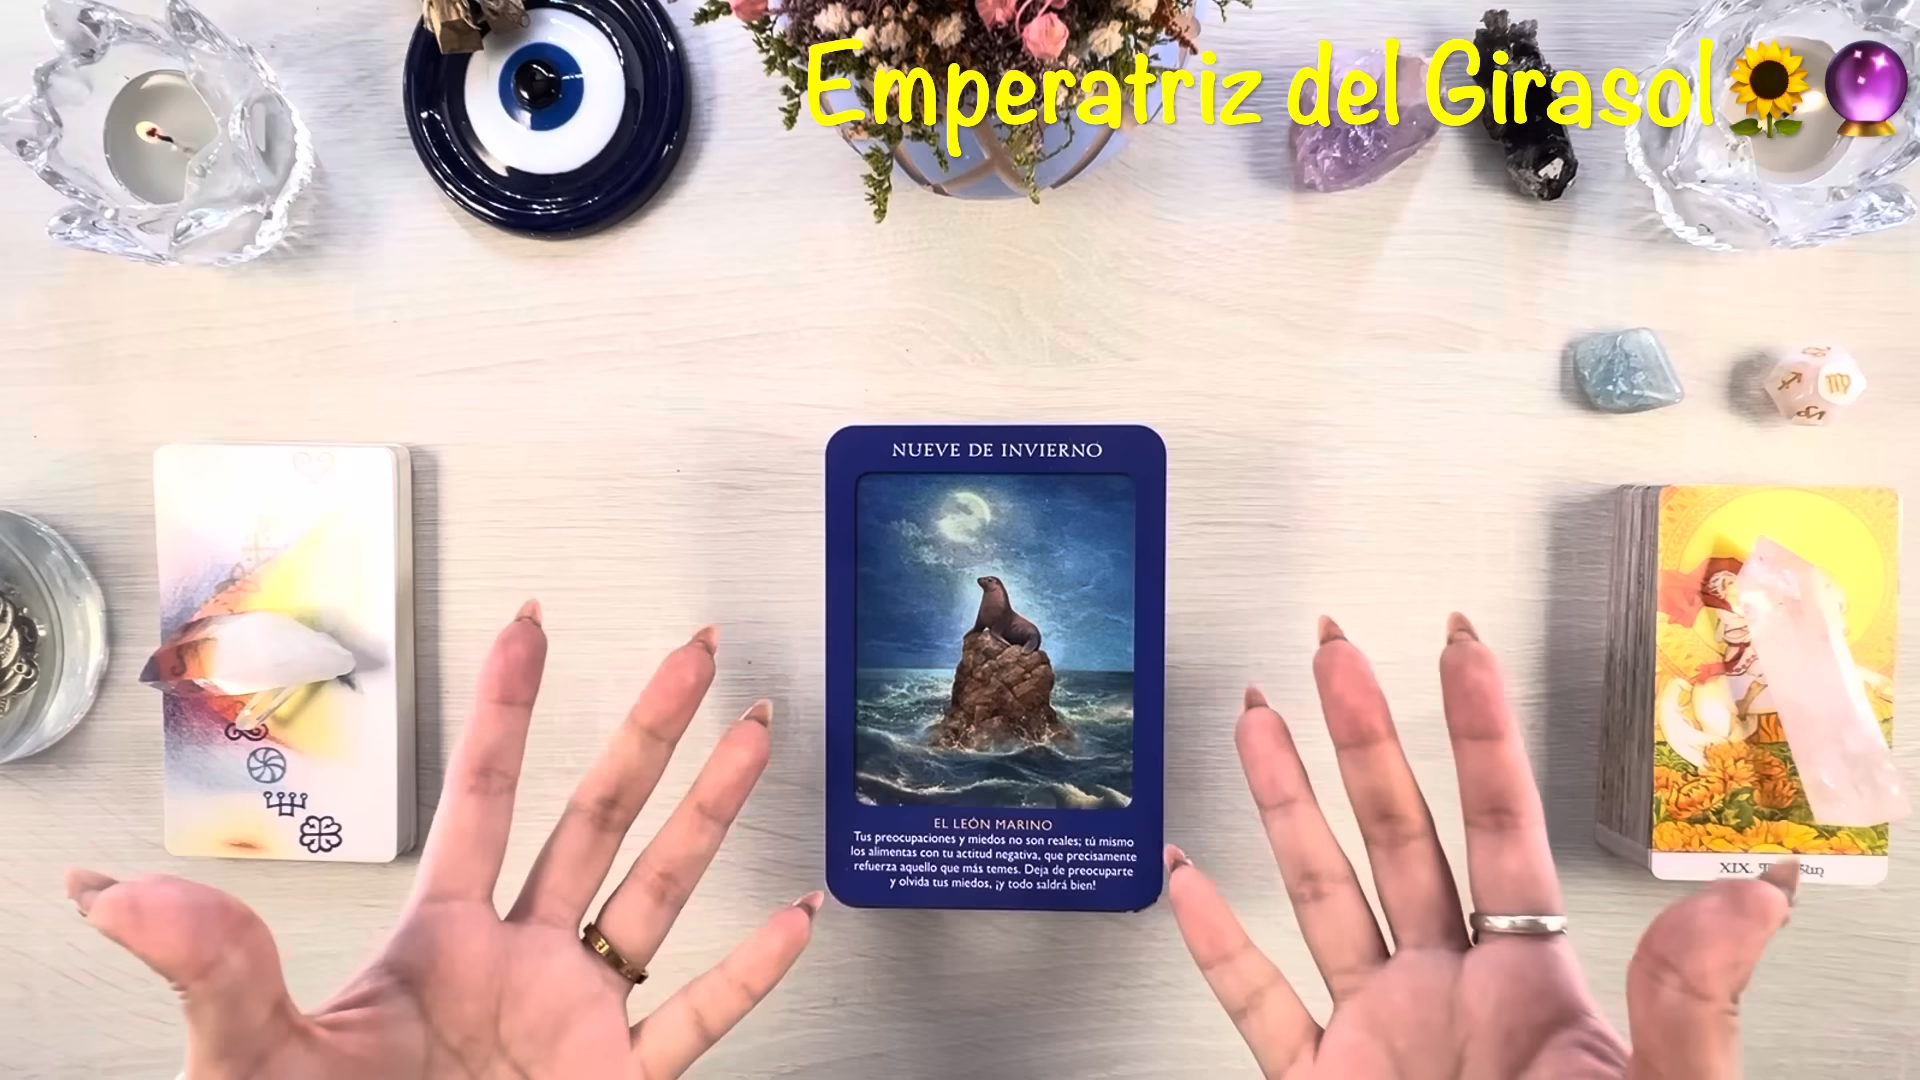 Emperatriz del Girasol🌻🔮
NUEVE DE INVIERNO
EL LEÓN MARINO
Tus preocupaciones y miedos no son reales; tú mismo
los alimentas con tu actitud negativa, que precisamente
refuerza aquello que más temes. Deja de preocuparte
y olvida tus miedos, ¡y todo saldrá bien!
XIX. The Sun